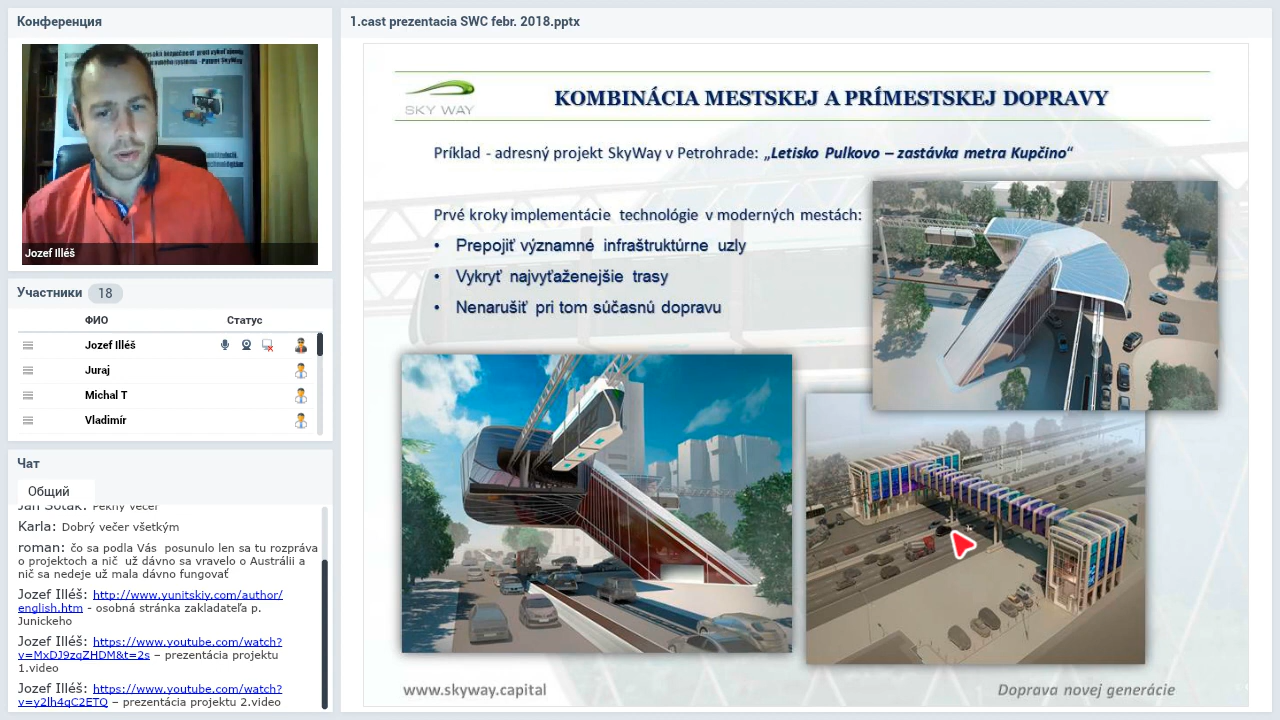 Конференция
Jozef Illéš
Участники 18
ФИО Статус
Jozef Illéš
Juraj
Michal T
Vladimír
Чат
Общий
Karla: Dobrý večer všetkým
roman: čo sa podla Vás posunulo len sa tu rozpráva
o projektoch a nič už dávno sa vravelo o Austrálii a
nič sa nedeje už mala dávno fungovať
Jozef Illéš: http://www.yunitskiy.com/author/
english.htm - osobná stránka zakladateľa p.
Junickeho
Jozef Illéš: https://www.youtube.com/watch?
v=MxDJ9zqZHDM&t=2s – prezentácia projektu
1.video
Jozef Illéš: https://www.youtube.com/watch?
v=y2lh4qC2ETQ – prezentácia projektu 2.video
1.cast prezentacia SWC febr. 2018.pptx
SKY WAY
KOMBINÁCIA MESTSKEJ A PRÍMESTSKEJ DOPRAVY
Príklad - adresný projekt SkyWay v Petrohrade: „Letisko Pulkovo – zastávka metra Kupčino“
Prvé kroky implementácie technológie v moderných mestách:
• Prepojiť významné infraštruktúrne uzly
• Vykryť najvyťaženejšie trasy
• Nenarušiť pri tom súčasnú dopravu
www.skyway.capital
Doprava novej generácie